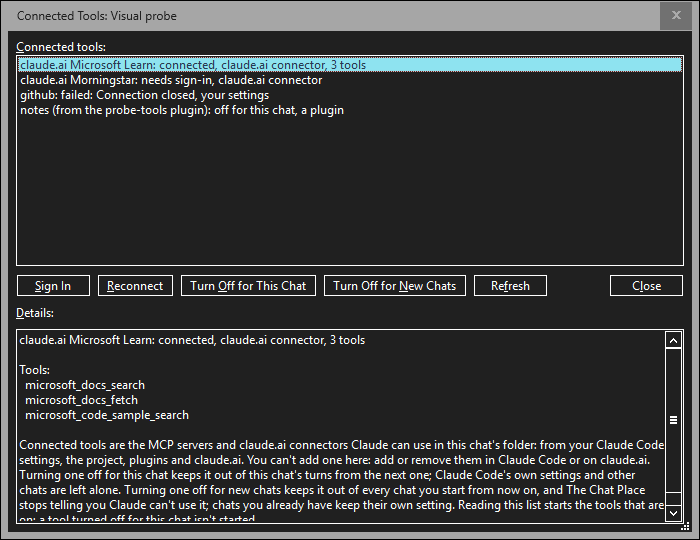 Connected Tools: Visual probe
Connected tools:
claude.ai Microsoft Learn: connected, claude.ai connector, 3 tools
claude.ai Morningstar: needs sign-in, claude.ai connector
github: failed: Connection closed, your settings
notes (from the probe-tools plugin): off for this chat, a plugin
Sign In
Reconnect
Turn Off for This Chat
Turn Off for New Chats
Refresh
Close
Details:
claude.ai Microsoft Learn: connected, claude.ai connector, 3 tools
Tools:
microsoft_docs_search
microsoft_docs_fetch
microsoft_code_sample_search
Connected tools are the MCP servers and claude.ai connectors Claude can use in this chat's folder: from your Claude Code
settings, the project, plugins and claude.ai. You can't add one here: add or remove them in Claude Code or on claude.ai.
Turning one off for this chat keeps it out of this chat's turns from the next one; Claude Code's own settings and other
chats are left alone. Turning one off for new chats keeps it out of every chat you start from now on, and The Chat Place
stops telling you Claude can't use it; chats you already have keep their own setting. Reading this list starts the tools that are
on; a tool turned off for this chat isn't started